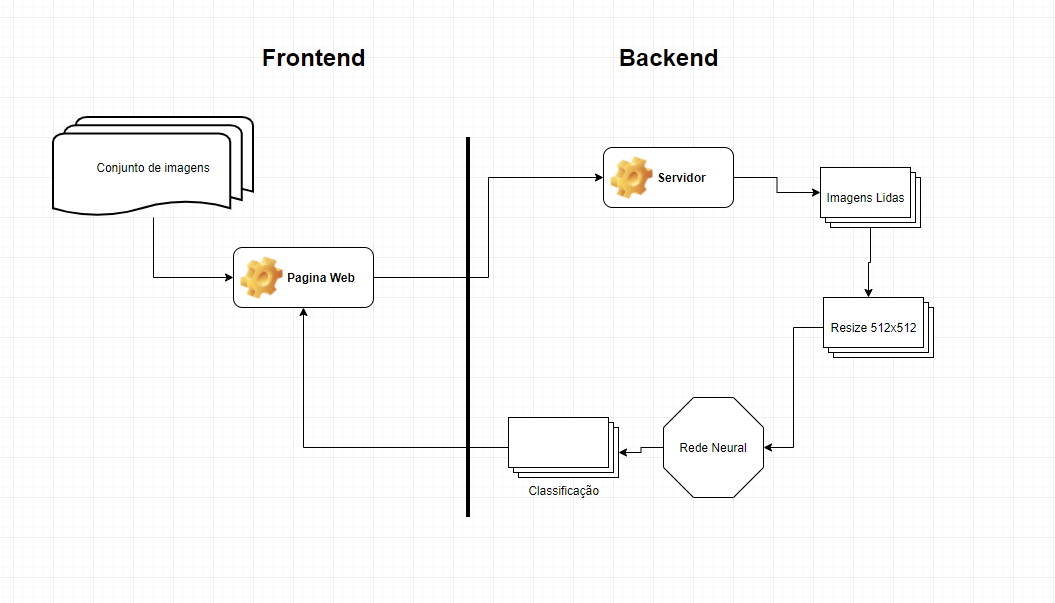 Frontend
Backend
Conjunto de imagens
Pagina Web
Servidor
Imagens Lidas
Resize 512x512
Rede Neural
Classificação